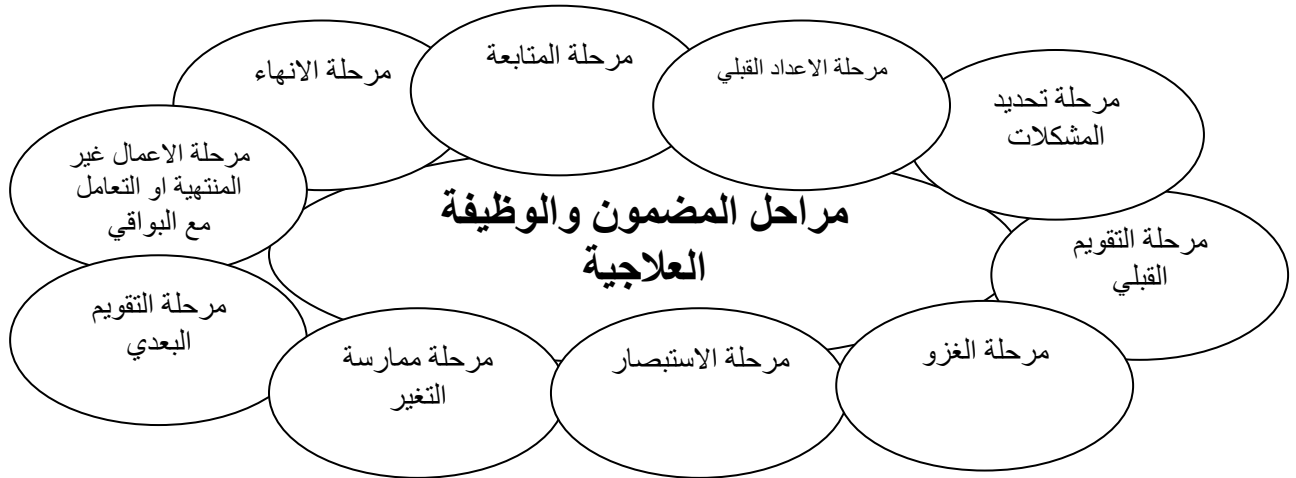 مراحل المضمون والوظيفة
العلاجية
مرحلة الاعداد القبلي
مرحلة تحديد
المشكلات
مرحلة التقويم
القبلي
مرحلة الغزو
مرحلة الاستبصار
مرحلة ممارسة
التغير
مرحلة التقويم
البعدي
مرحلة الاعمال غير
المنتهية او التعامل
مع البواقي
مرحلة الانهاء
مرحلة المتابعة